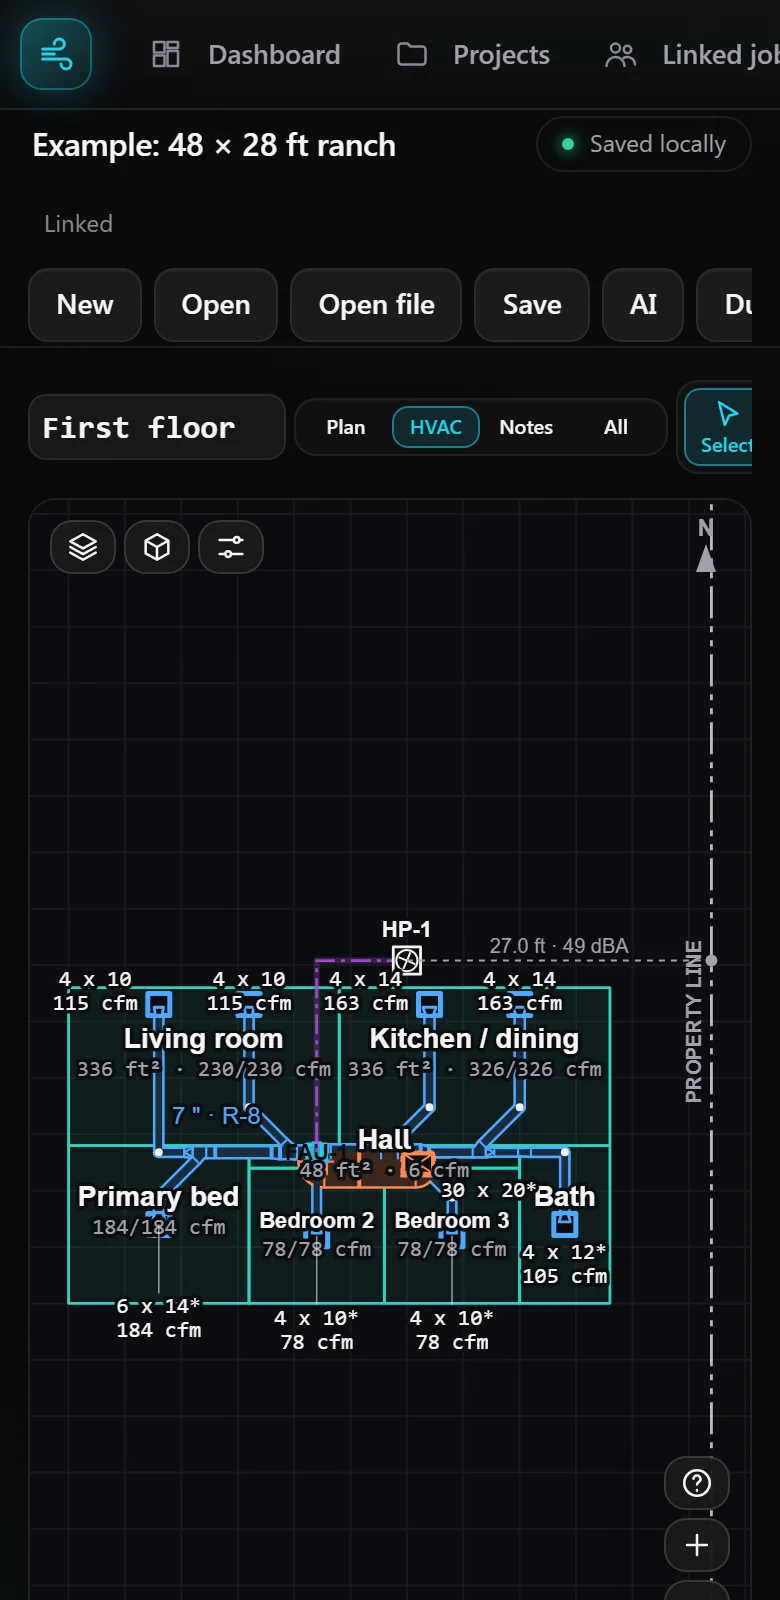 Dashboard
Projects
Linked job
Example: 48 × 28 ft ranch
Saved locally
Linked
New
Open
Open file
Save
AI
First floor
Plan
HVAC
Notes
All
Select
N
HP-1
27.0 ft · 49 dBA
PROPERTY LINE
4 x 10
115 cfm
4 x 10
115 cfm
4 x 14
163 cfm
4 x 14
163 cfm
Living room
336 ft² · 230/230 cfm
Kitchen / dining
336 ft² · 326/326 cfm
7 " · R-8
Hall
48 ft² · 6 cfm
30 x 20*
Primary bed
184/184 cfm
Bedroom 2
78/78 cfm
Bedroom 3
78/78 cfm
Bath
4 x 12*
105 cfm
6 x 14*
184 cfm
4 x 10*
78 cfm
4 x 10*
78 cfm